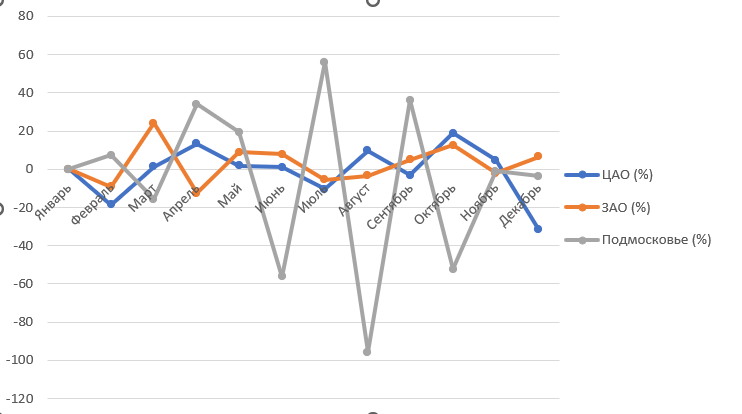 80
60
40
20
0
-20
-40
-60
-80
-100
-120
Январь
Февраль
Март
Апрель
Май
Июнь
Июль
Август
Сентябрь
Октябрь
Ноябрь
Декабрь
ЦАО (%)
ЗАО (%)
Подмосковье (%)